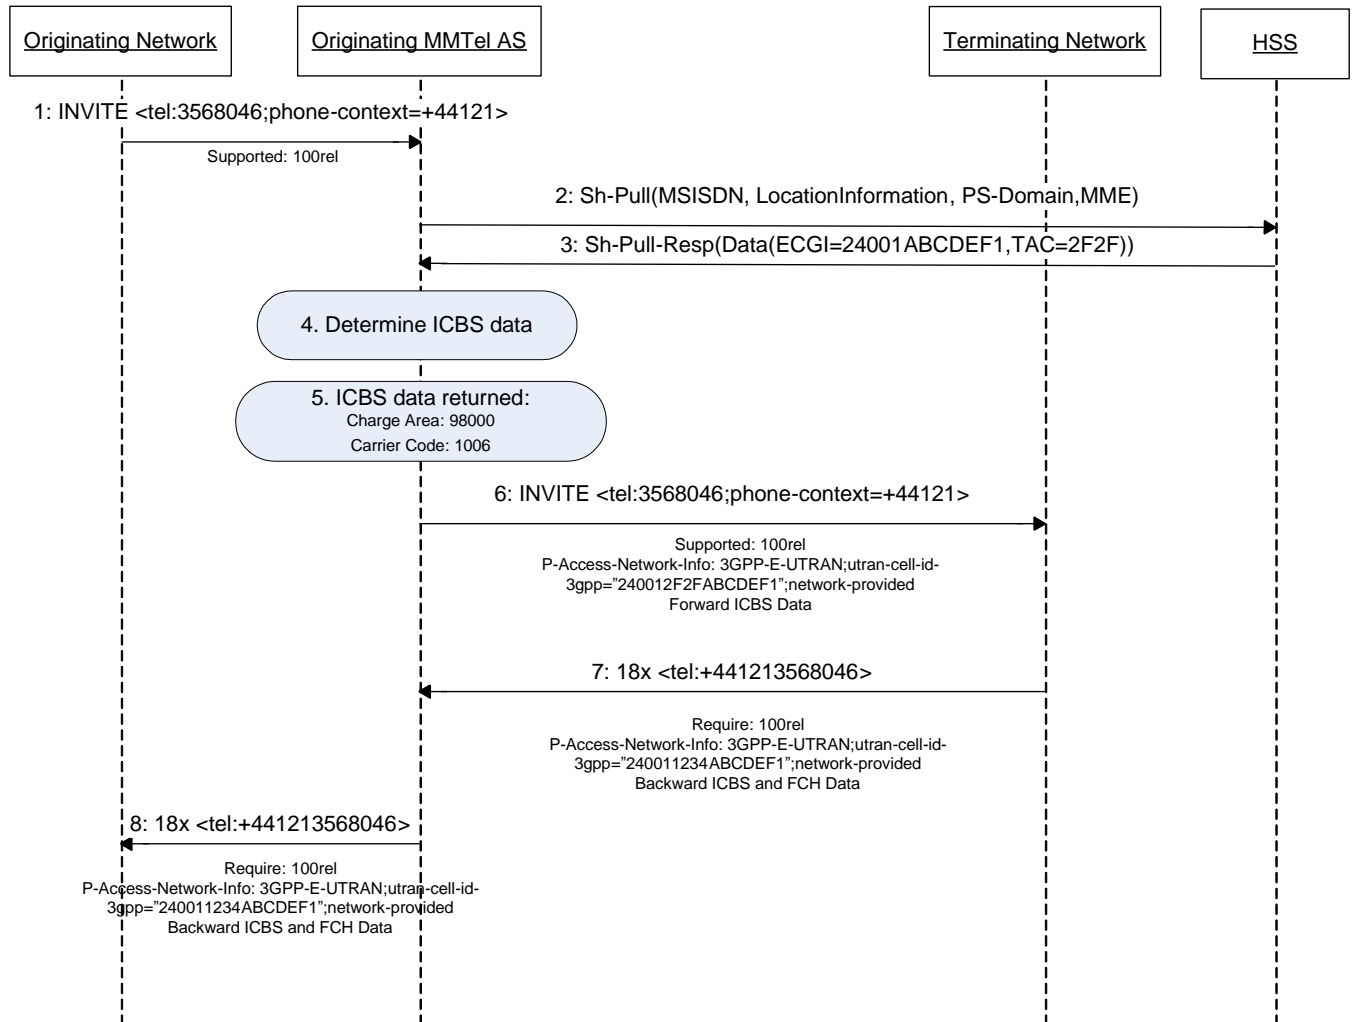 Originating Network
Originating MMTel AS
Terminating Network
HSS
1: INVITE <tel:3568046;phone-context=+44121>
Supported: 100rel
2: Sh-Pull(MSISDN, LocationInformation, PS-Domain,MME)
3: Sh-Pull-Resp(Data(ECGI=24001ABCDEF1,TAC=2F2F))
4. Determine ICBS data
5. ICBS data returned:
Charge Area: 98000
Carrier Code: 1006
6: INVITE <tel:3568046;phone-context=+44121>
Supported: 100rel
P-Access-Network-Info: 3GPP-E-UTRAN;utran-cell-id-
3gpp=”240012F2FABCDEF1”;network-provided
Forward ICBS Data
7: 18x <tel:+441213568046>
Require: 100rel
P-Access-Network-Info: 3GPP-E-UTRAN;utran-cell-id-
3gpp=”240011234ABCDEF1”;network-provided
Backward ICBS and FCH Data
8: 18x <tel:+441213568046>
Require: 100rel
P-Access-Network-Info: 3GPP-E-UTRAN;utran-cell-id-
3gpp=”240011234ABCDEF1”;network-provided
Backward ICBS and FCH Data